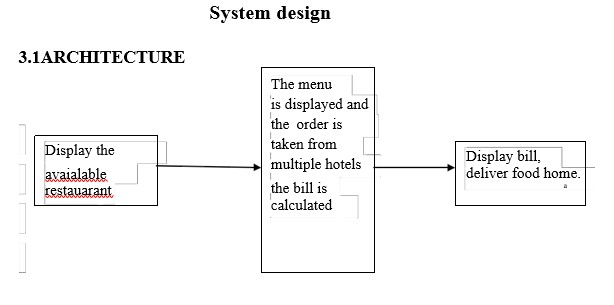 System design
3.1ARCHITECTURE
Display the
avaialable
restauarant
The menu
is displayed and
the order is
taken from
multiple hotels
the bill is
calculated
Display bill,
deliver food home.